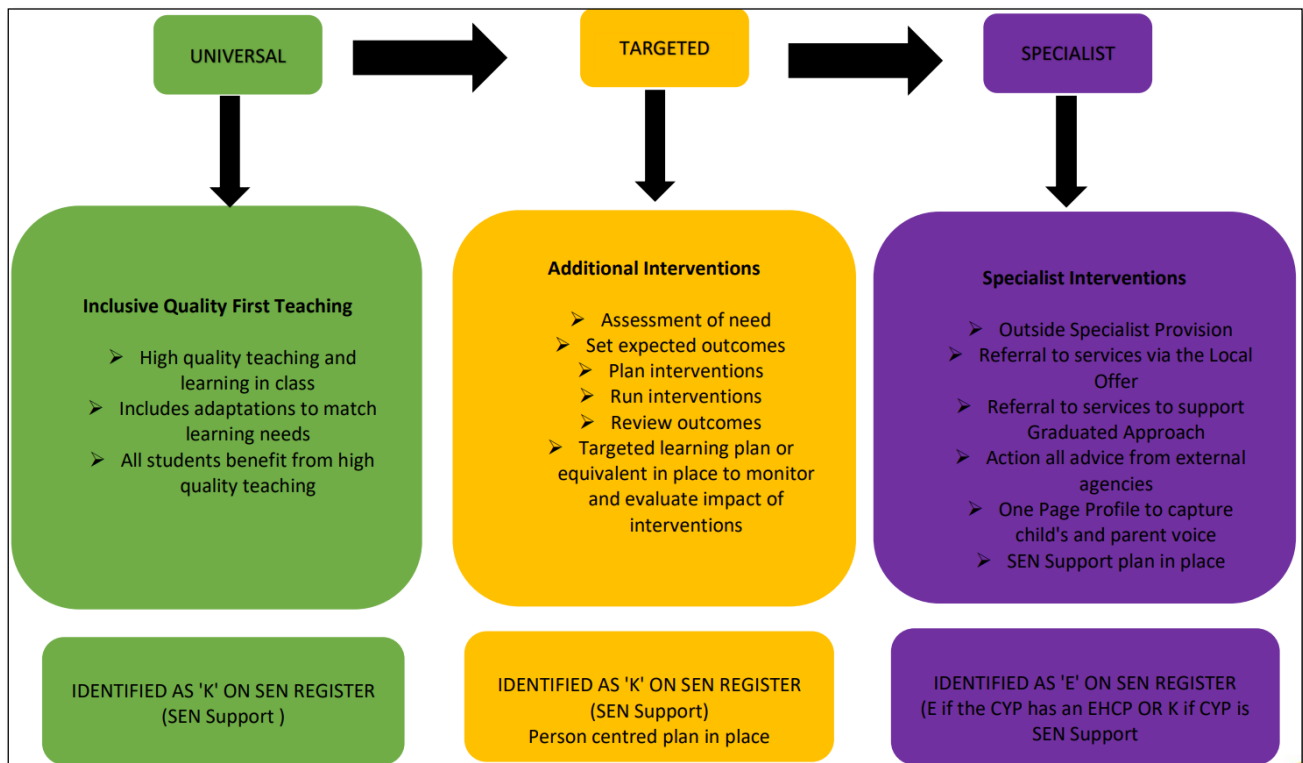 UNIVERSAL
TARGETED
SPECIALIST
Inclusive Quality First Teaching
➢ High quality teaching and
learning in class
➢ Includes adaptations to match
learning needs
➢ All students benefit from high
quality teaching
Additional Interventions
➢ Assessment of need
➢ Set expected outcomes
➢ Plan interventions
➢ Run interventions
➢ Review outcomes
➢ Targeted learning plan or
equivalent in place to monitor
and evaluate impact of
interventions
Specialist Interventions
➢ Outside Specialist Provision
➢ Referral to services via the Local
Offer
➢ Referral to services to support
Graduated Approach
➢ Action all advice from external
agencies
➢ One Page Profile to capture
child's and parent voice
➢ SEN Support plan in place
IDENTIFIED AS 'K' ON SEN REGISTER
(SEN Support )
IDENTIFIED AS 'K' ON SEN REGISTER
(SEN Support)
Person centred plan in place
IDENTIFIED AS 'E' ON SEN REGISTER
(E if the CYP has an EHCP OR K if CYP is
SEN Support